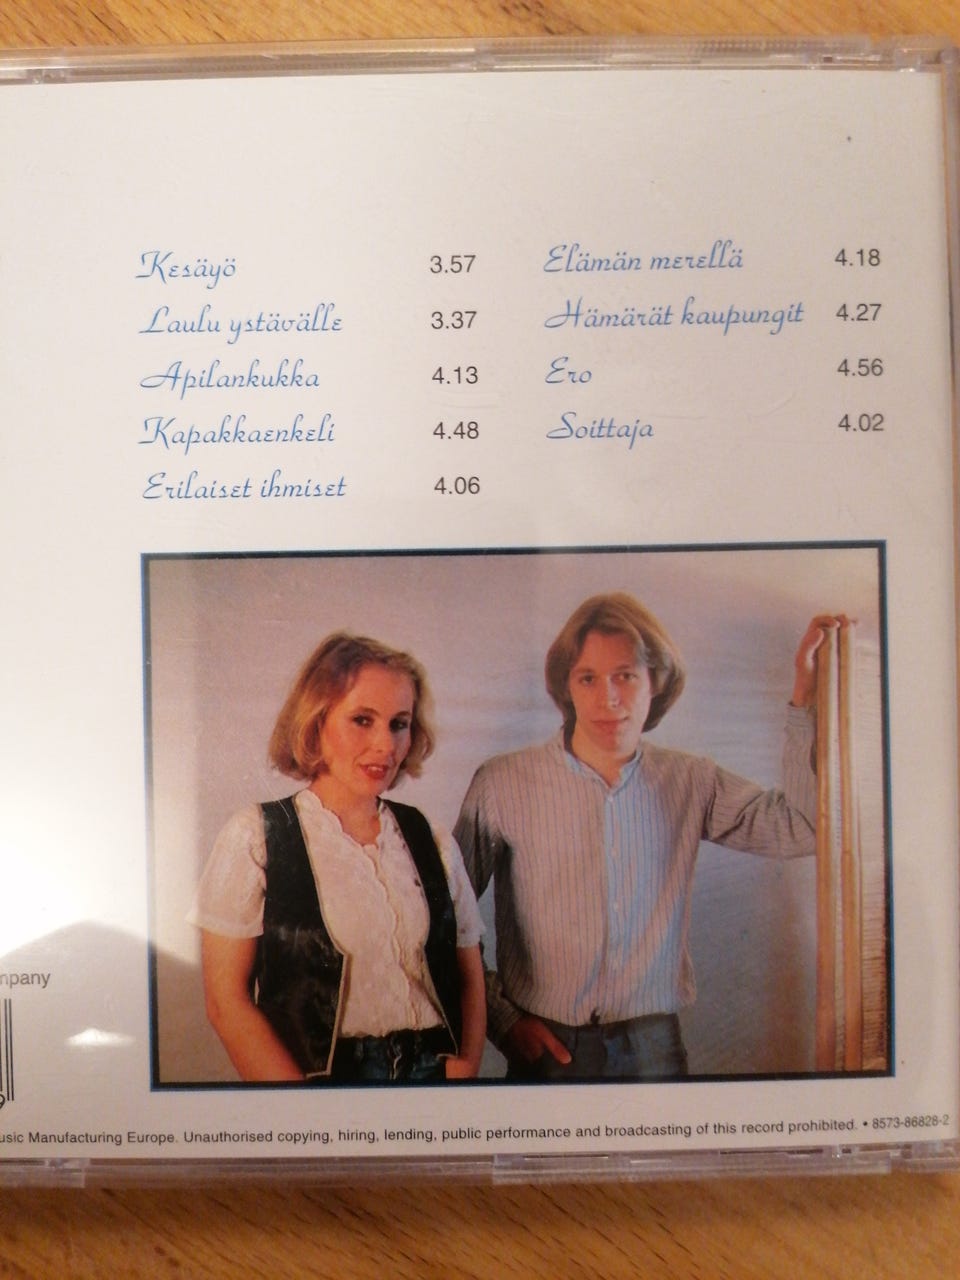 Kesäyö 3.57
Laulu ystävälle 3.37
Apilankukka 4.13
Kapakkaenkeli 4.48
Erilaiset ihmiset 4.06
Elämän merellä 4.18
Hämärät kaupungit 4.27
Ero 4.56
Soittaja 4.02
Manufacturing Europe. Unauthorised copying, hiring, lending, public performance and broadcasting of this record prohibited. • 8573-86828-2